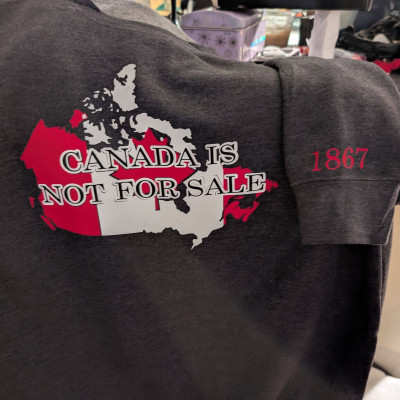 CANADA IS
NOT FOR SALE
1867